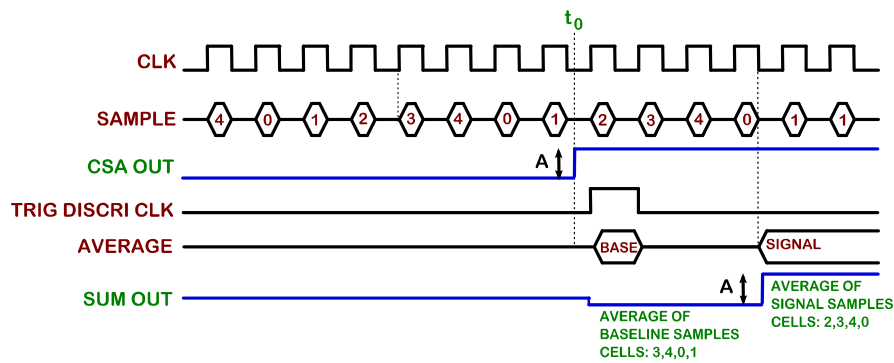 t0
CLK
SAMPLE 4 0 1 2 3 4 0 1 2 3 4 0 1 1
CSA OUT A
TRIG DISCRI CLK
AVERAGE BASE SIGNAL
SUM OUT A
AVERAGE OF
SIGNAL SAMPLES
CELLS: 2,3,4,0
AVERAGE OF
BASELINE SAMPLES
CELLS: 3,4,0,1